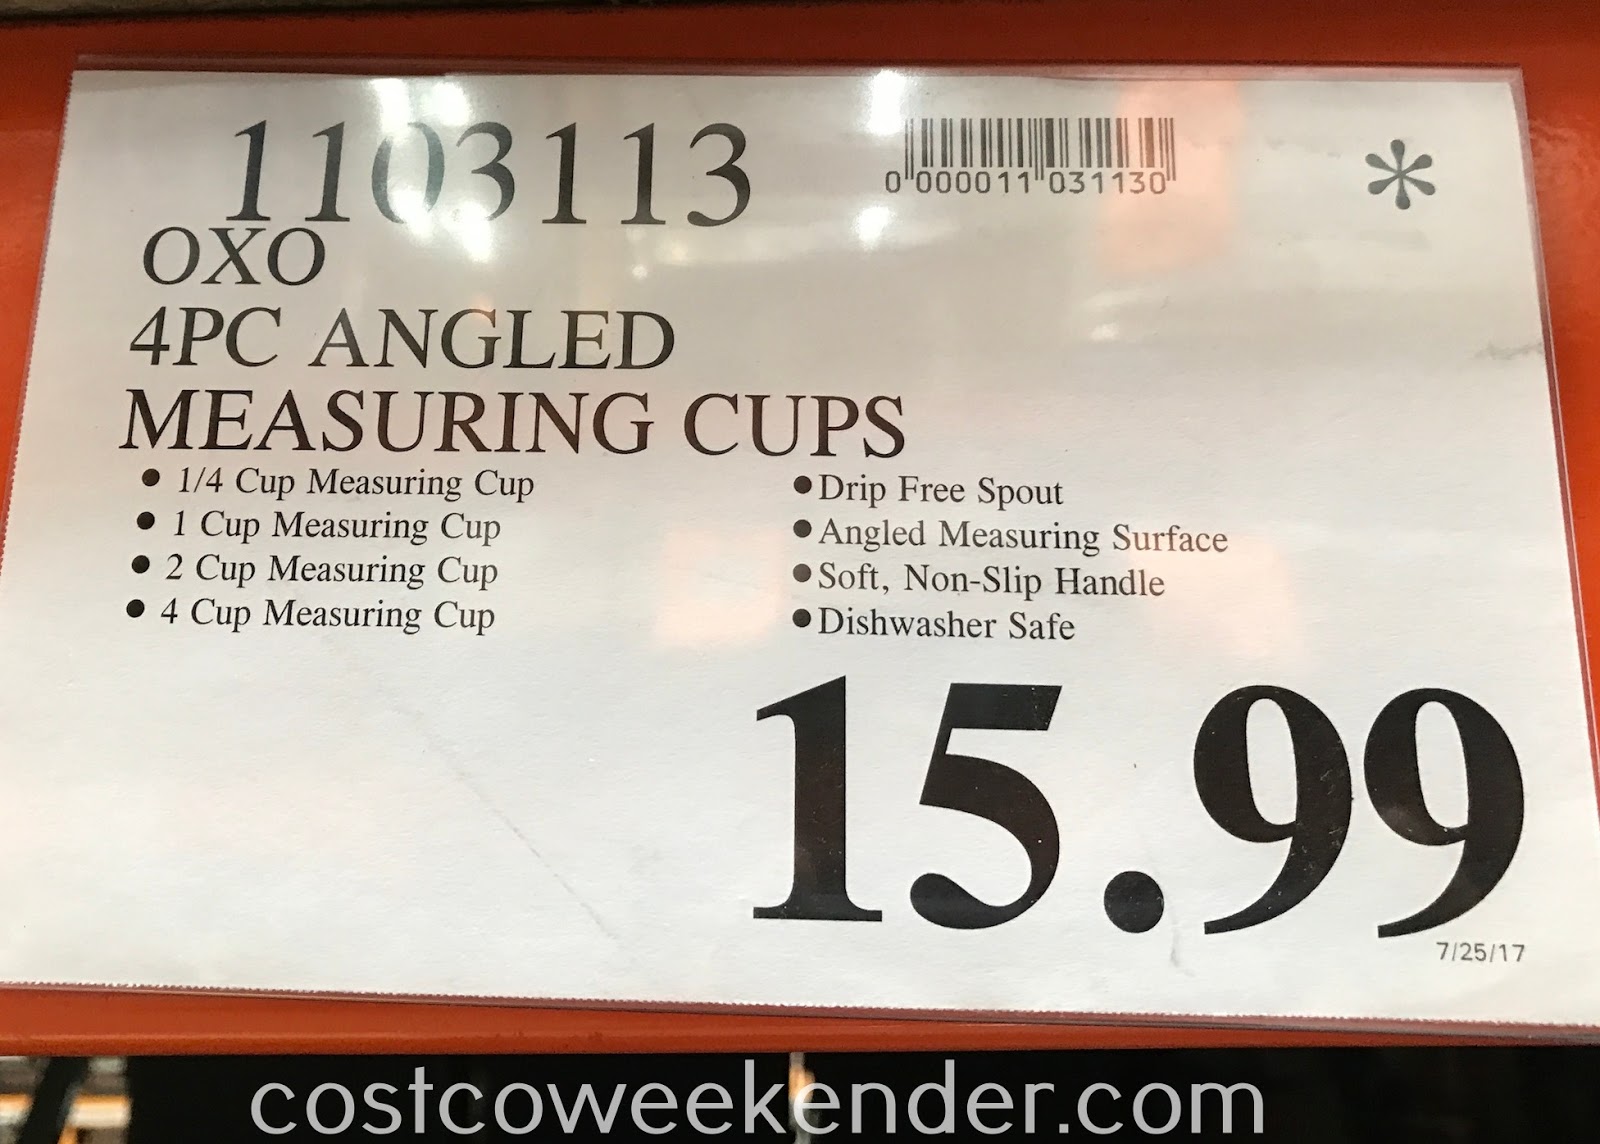 1103113
0 000011 031130
*
OXO
4PC ANGLED
MEASURING CUPS
• 1/4 Cup Measuring Cup
• 1 Cup Measuring Cup
• 2 Cup Measuring Cup
• 4 Cup Measuring Cup
• Drip Free Spout
• Angled Measuring Surface
• Soft, Non-Slip Handle
• Dishwasher Safe
15.99
7/25/17
costcoweekender.com